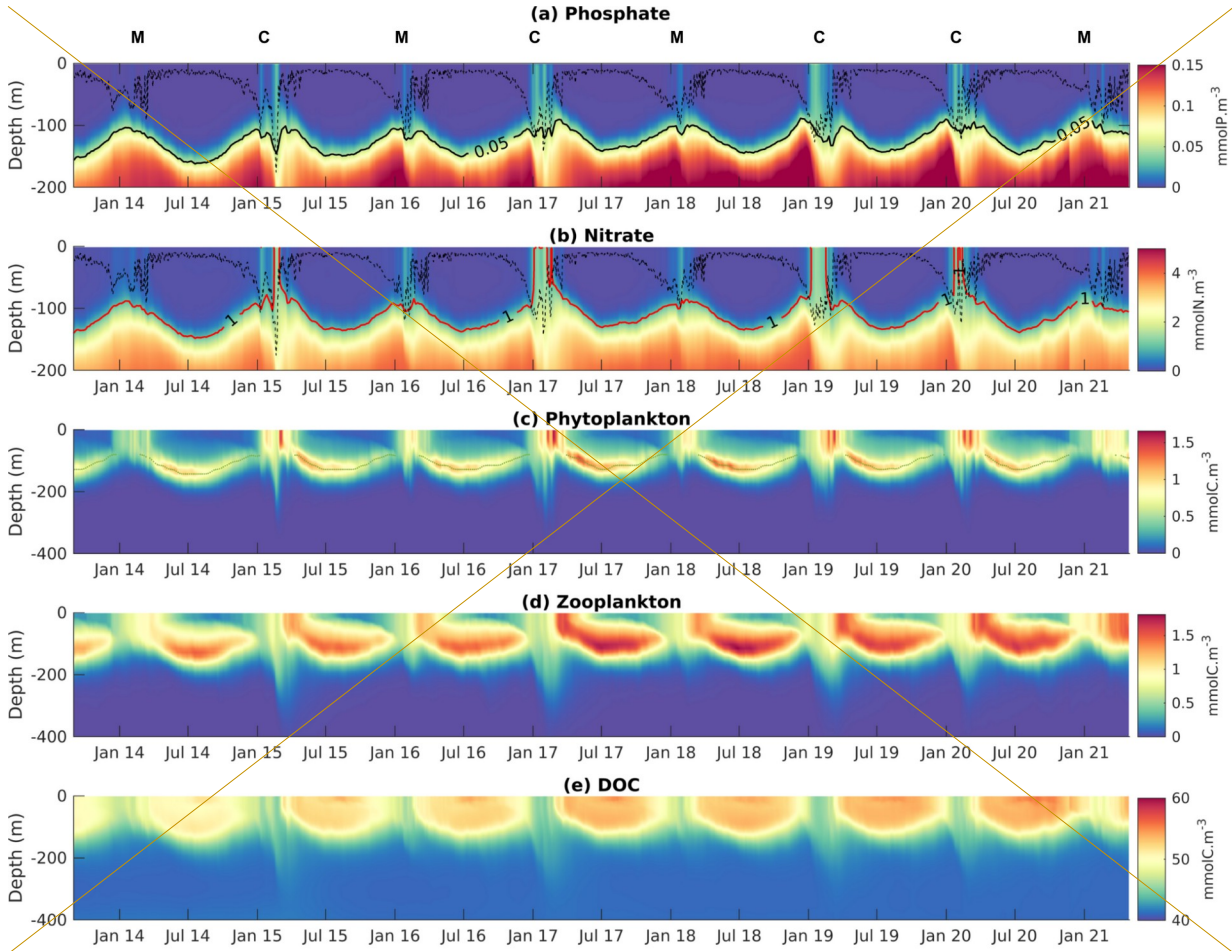 (a) Phosphate
M C M C M C C M
0
-100
-200
Depth (m)
0.05
0.05
0.15
0.1
0.05
0
mmolP.m-3
Jan 14 Jul 14 Jan 15 Jul 15 Jan 16 Jul 16 Jan 17 Jul 17 Jan 18 Jul 18 Jan 19 Jul 19 Jan 20 Jul 20 Jan 21
(b) Nitrate
0
-100
-200
Depth (m)
1 1 1 1 1 1
4
2
0
mmolN.m-3
Jan 14 Jul 14 Jan 15 Jul 15 Jan 16 Jul 16 Jan 17 Jul 17 Jan 18 Jul 18 Jan 19 Jul 19 Jan 20 Jul 20 Jan 21
(c) Phytoplankton
0
-200
-400
Depth (m)
1.5
1
0.5
0
mmolC.m-3
Jan 14 Jul 14 Jan 15 Jul 15 Jan 16 Jul 16 Jan 17 Jul 17 Jan 18 Jul 18 Jan 19 Jul 19 Jan 20 Jul 20 Jan 21
(d) Zooplankton
0
-200
-400
Depth (m)
1.5
1
0.5
0
mmolC.m-3
Jan 14 Jul 14 Jan 15 Jul 15 Jan 16 Jul 16 Jan 17 Jul 17 Jan 18 Jul 18 Jan 19 Jul 19 Jan 20 Jul 20 Jan 21
(e) DOC
0
-200
-400
Depth (m)
60
50
40
mmolC.m-3
Jan 14 Jul 14 Jan 15 Jul 15 Jan 16 Jul 16 Jan 17 Jul 17 Jan 18 Jul 18 Jan 19 Jul 19 Jan 20 Jul 20 Jan 21